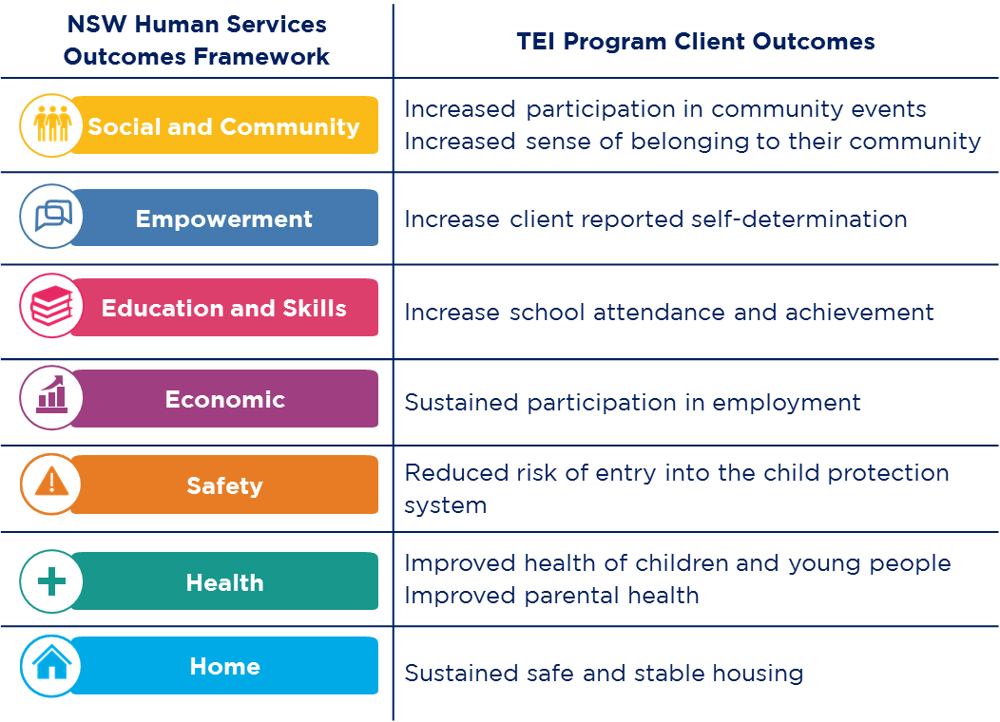 NSW Human Services
Outcomes Framework
TEI Program Client Outcomes
Social and Community
Increased participation in community events
Increased sense of belonging to their community
Empowerment
Increase client reported self-determination
Education and Skills
Increase school attendance and achievement
Economic
Sustained participation in employment
Safety
Reduced risk of entry into the child protection
system
Health
Improved health of children and young people
Improved parental health
Home
Sustained safe and stable housing